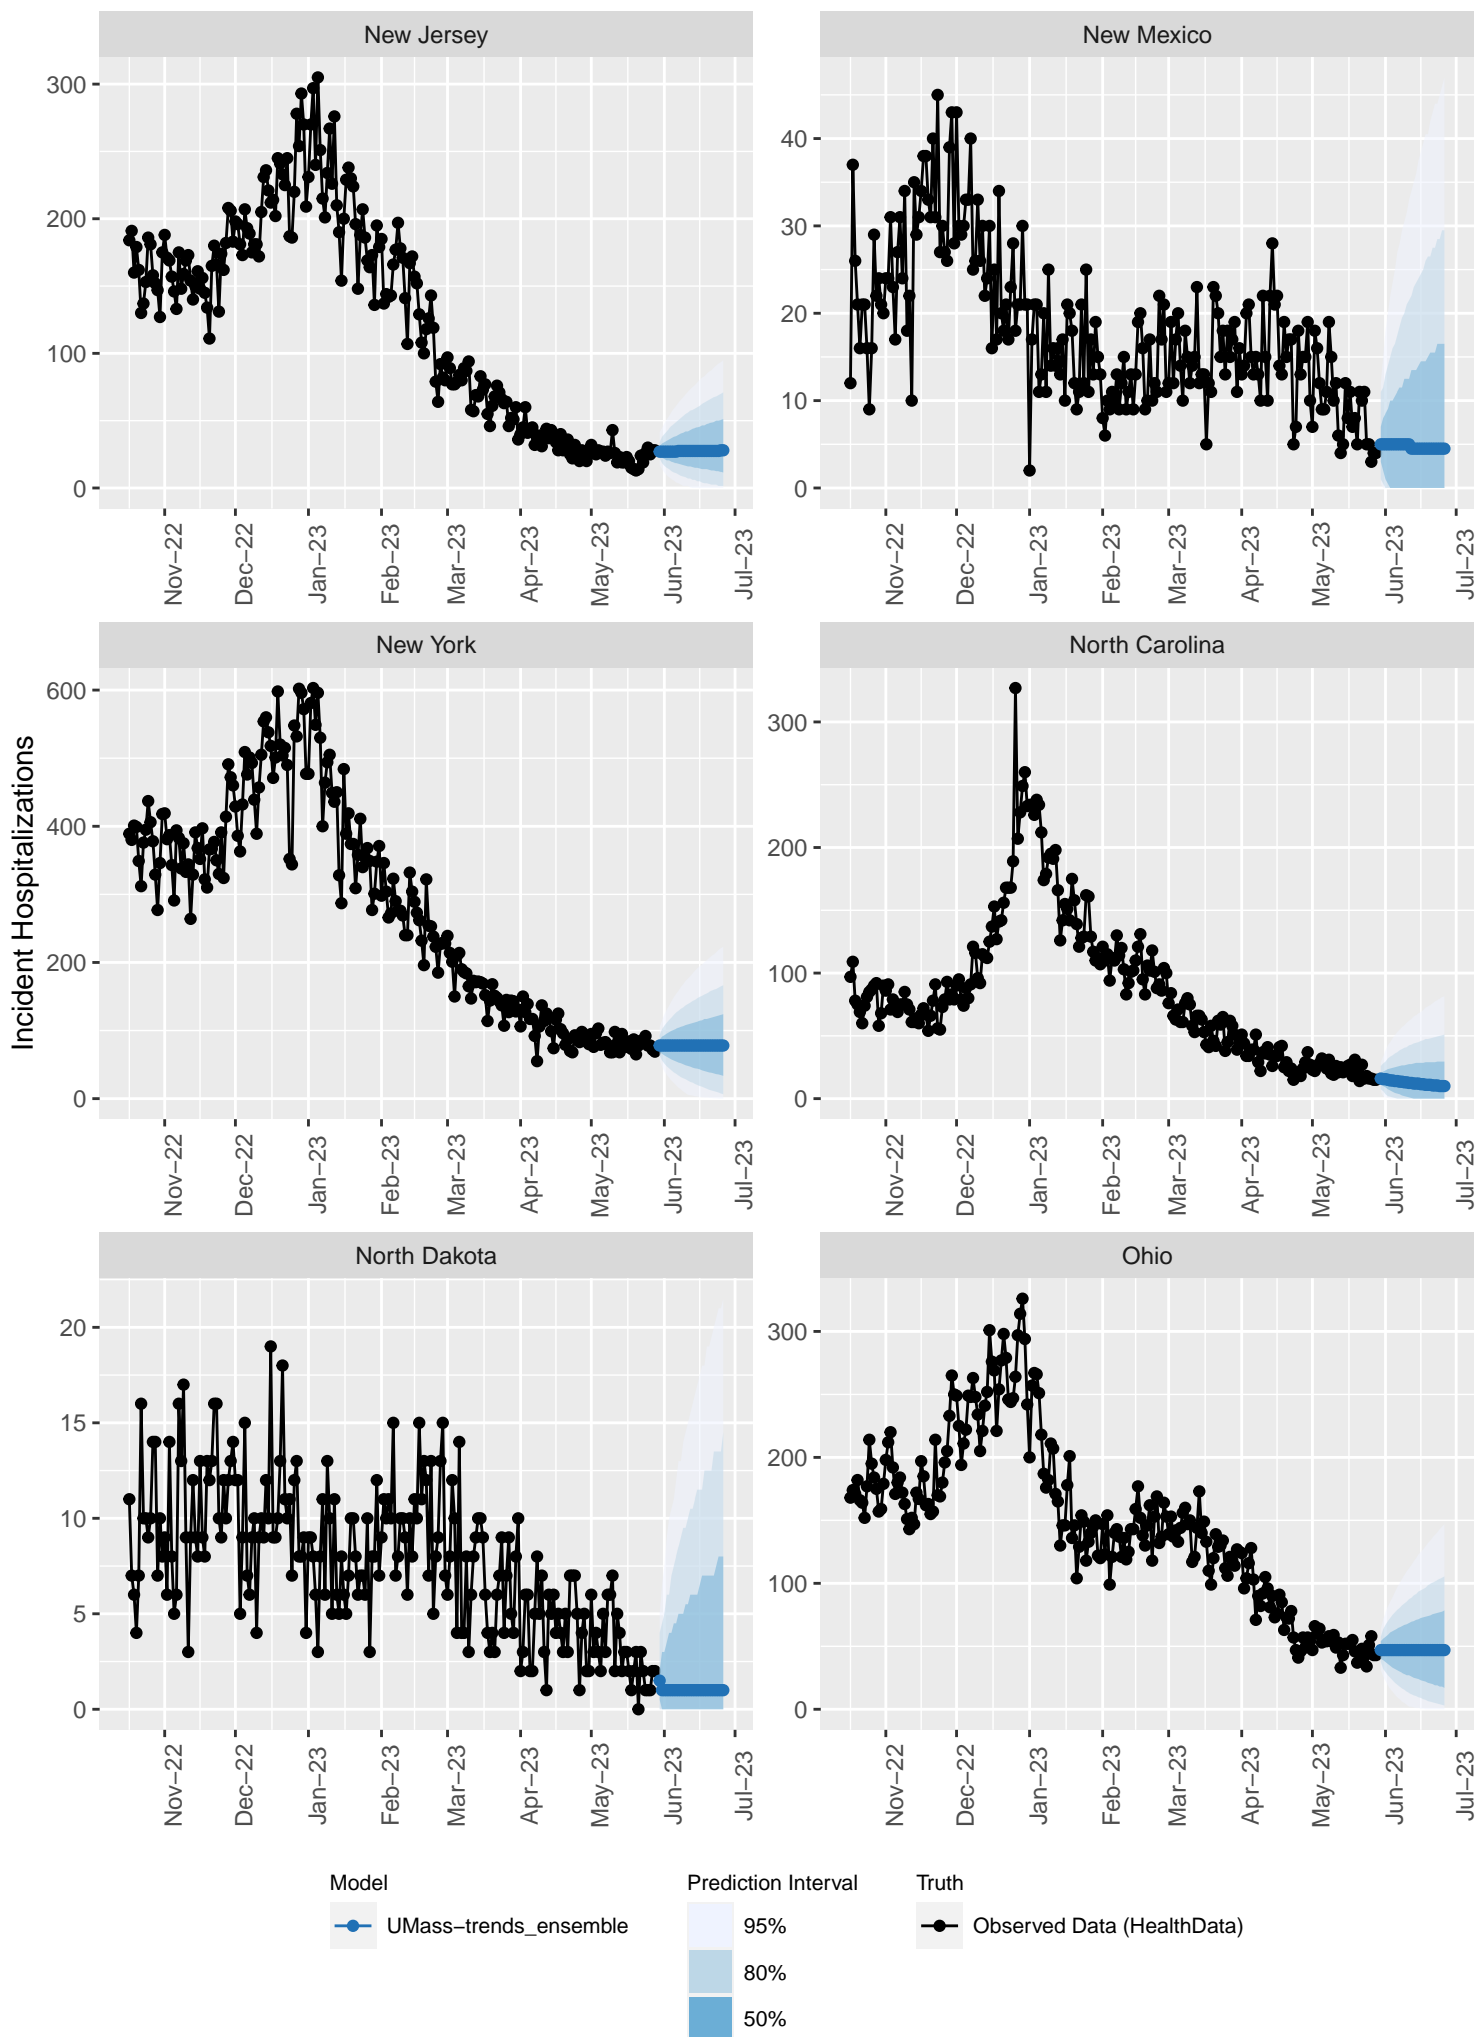 New Jersey
New Mexico
300
200
100
0
40
30
20
10
0
Nov−22
Dec−22
Jan−23
Feb−23
Mar−23
Apr−23
May−23
Jun−23
Jul−23
Nov−22
Dec−22
Jan−23
Feb−23
Mar−23
Apr−23
May−23
Jun−23
Jul−23
Incident Hospitalizations
New York
North Carolina
600
400
200
0
300
200
100
0
Nov−22
Dec−22
Jan−23
Feb−23
Mar−23
Apr−23
May−23
Jun−23
Jul−23
Nov−22
Dec−22
Jan−23
Feb−23
Mar−23
Apr−23
May−23
Jun−23
Jul−23
North Dakota
Ohio
20
15
10
5
0
300
200
100
0
Nov−22
Dec−22
Jan−23
Feb−23
Mar−23
Apr−23
May−23
Jun−23
Jul−23
Nov−22
Dec−22
Jan−23
Feb−23
Mar−23
Apr−23
May−23
Jun−23
Jul−23
Model
UMass−trends_ensemble
Prediction Interval
95%
80%
50%
Truth
Observed Data (HealthData)